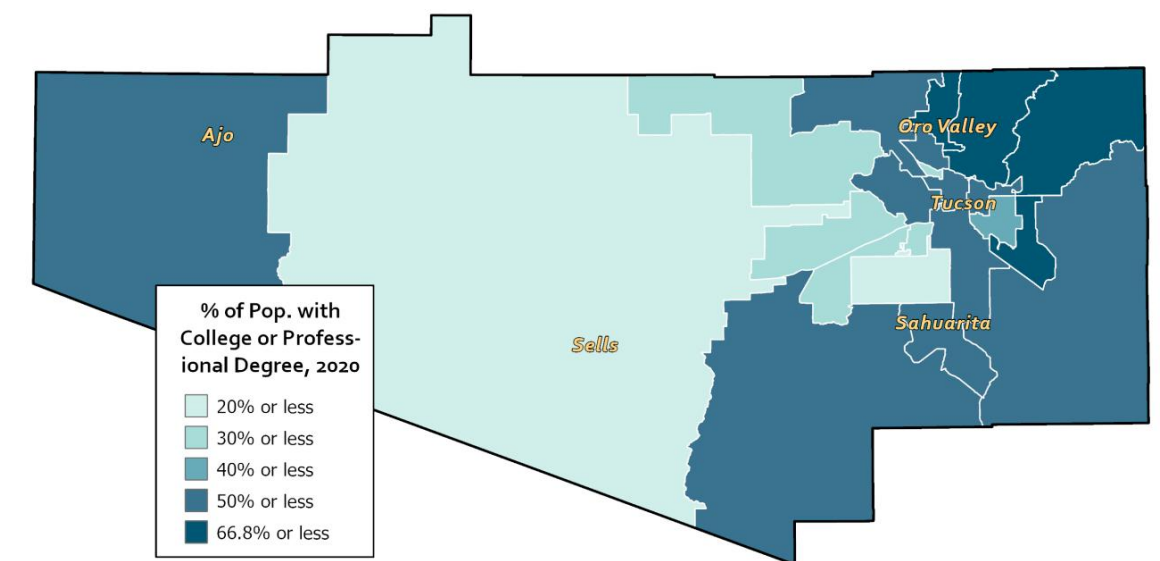 Ajo
Oro Valley
Tucson
Sahuarita
Sells
% of Pop. with
College or Profess-
ional Degree, 2020
20% or less
30% or less
40% or less
50% or less
66.8% or less